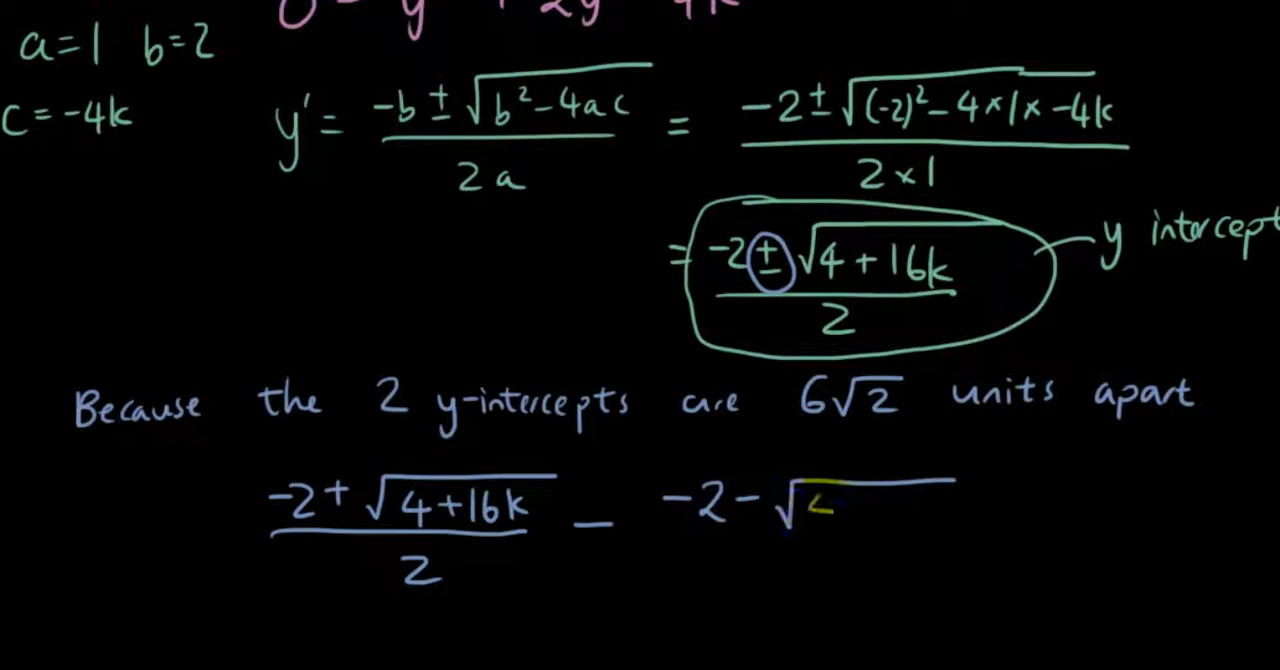 a=1 b=2
c=-4k
y'= -b±√b²-4ac / 2a = -2±√(-2)²-4×1×-4k / 2×1
= -2±√4+16k / 2 y intercept
Because the 2 y-intercepts are 6√2 units apart
-2+√4+16k / 2 - -2-√